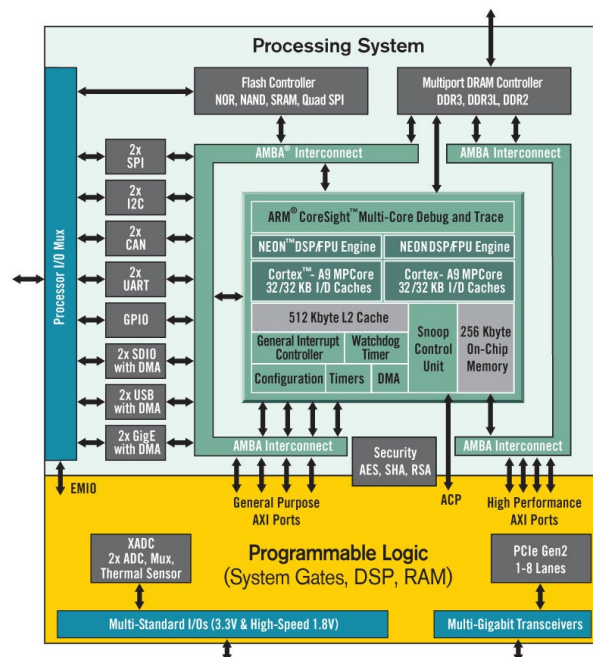 Processing System
Flash Controller
NOR, NAND, SRAM, Quad SPI
Multiport DRAM Controller
DDR3, DDR3L, DDR2
AMBA® Interconnect
AMBA Interconnect
Processor I/O Mux
2x
SPI
2x
I2C
2x
CAN
2x
UART
GPIO
2x SDIO
with DMA
2x USB
with DMA
2x GigE
with DMA
ARM® CoreSight™ Multi-Core Debug and Trace
NEON™ DSP/FPU Engine
NEON DSP/FPU Engine
Cortex™- A9 MPCore
32/32 KB I/D Caches
Cortex- A9 MPCore
32/32 KB I/D Caches
512 Kbyte L2 Cache
General Interrupt
Controller
Watchdog
Timer
Configuration
Timers
DMA
Snoop
Control
Unit
256 Kbyte
On-Chip
Memory
AMBA Interconnect
Security
AES, SHA, RSA
AMBA Interconnect
EMIO
General Purpose
AXI Ports
ACP
High Performance
AXI Ports
XADC
2x ADC, Mux,
Thermal Sensor
Programmable Logic
(System Gates, DSP, RAM)
PCIe Gen2
1-8 Lanes
Multi-Standard I/Os (3.3V & High-Speed 1.8V)
Multi-Gigabit Transceivers